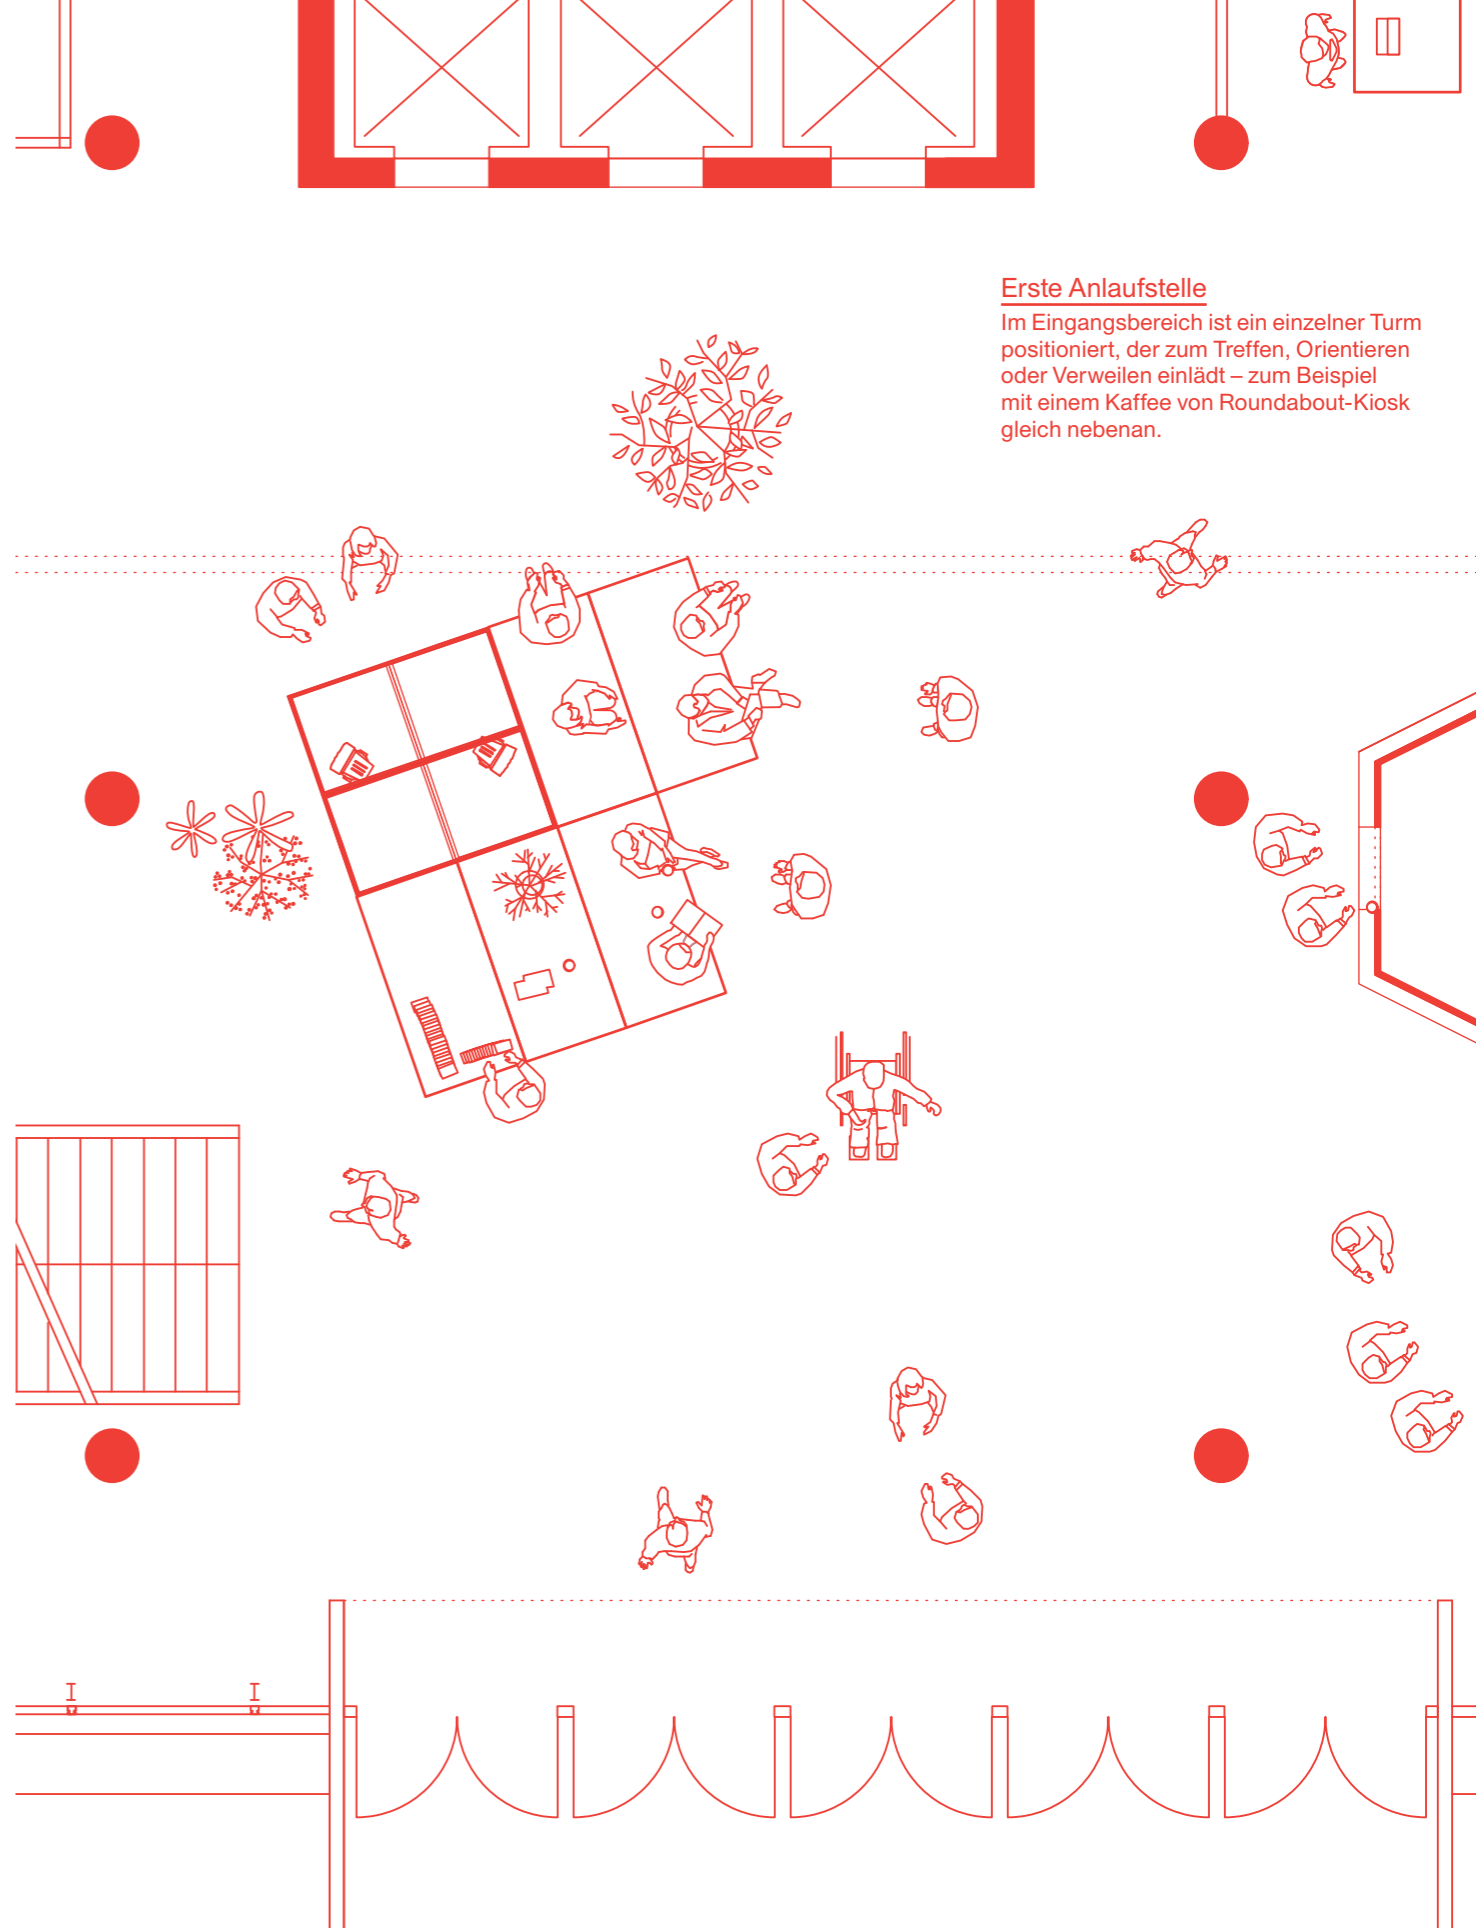 Erste Anlaufstelle
Im Eingangsbereich ist ein einzelner Turm
positioniert, der zum Treffen, Orientieren
oder Verweilen einlädt – zum Beispiel
mit einem Kaffee von Roundabout-Kiosk
gleich nebenan.